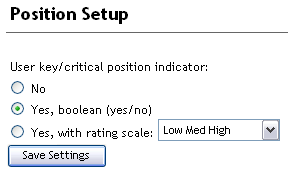 Position Setup
User key/critical position indicator:
No
Yes, boolean (yes/no)
Yes, with rating scale: Low Med High
Save Settings